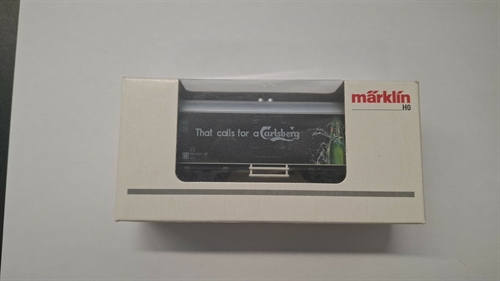 märklin
H0
That calls for a Carlsberg